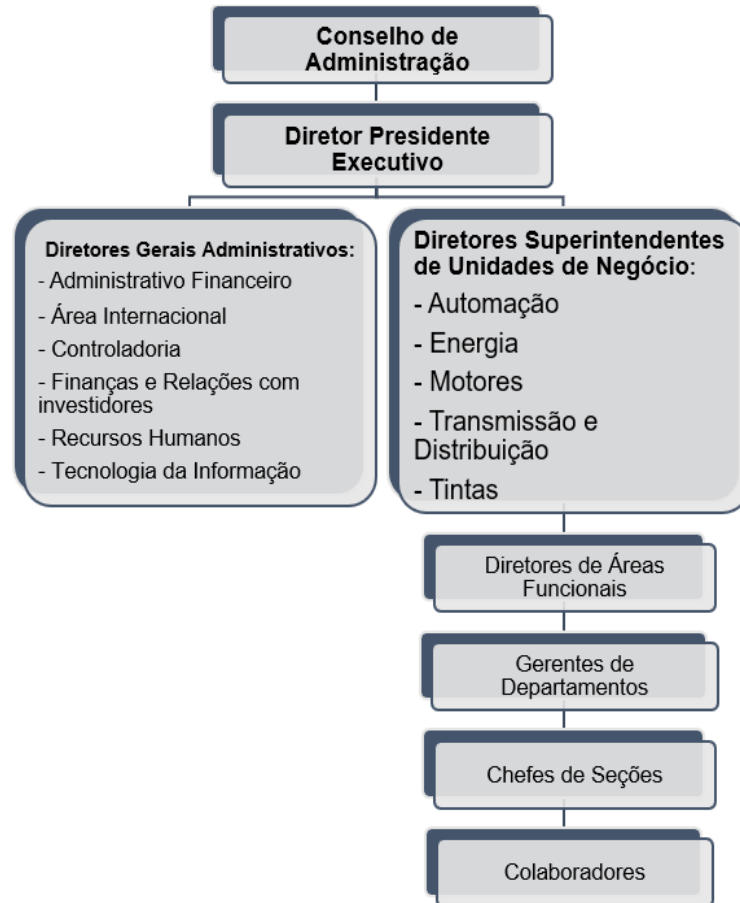 Conselho de
Administração
Diretor Presidente
Executivo
Diretores Gerais Administrativos:
- Administrativo Financeiro
- Área Internacional
- Controladoria
- Finanças e Relações com
investidores
- Recursos Humanos
- Tecnologia da Informação
Diretores Superintendentes
de Unidades de Negócio:
- Automação
- Energia
- Motores
- Transmissão e
Distribuição
- Tintas
Diretores de Áreas
Funcionais
Gerentes de
Departamentos
Chefes de Seções
Colaboradores